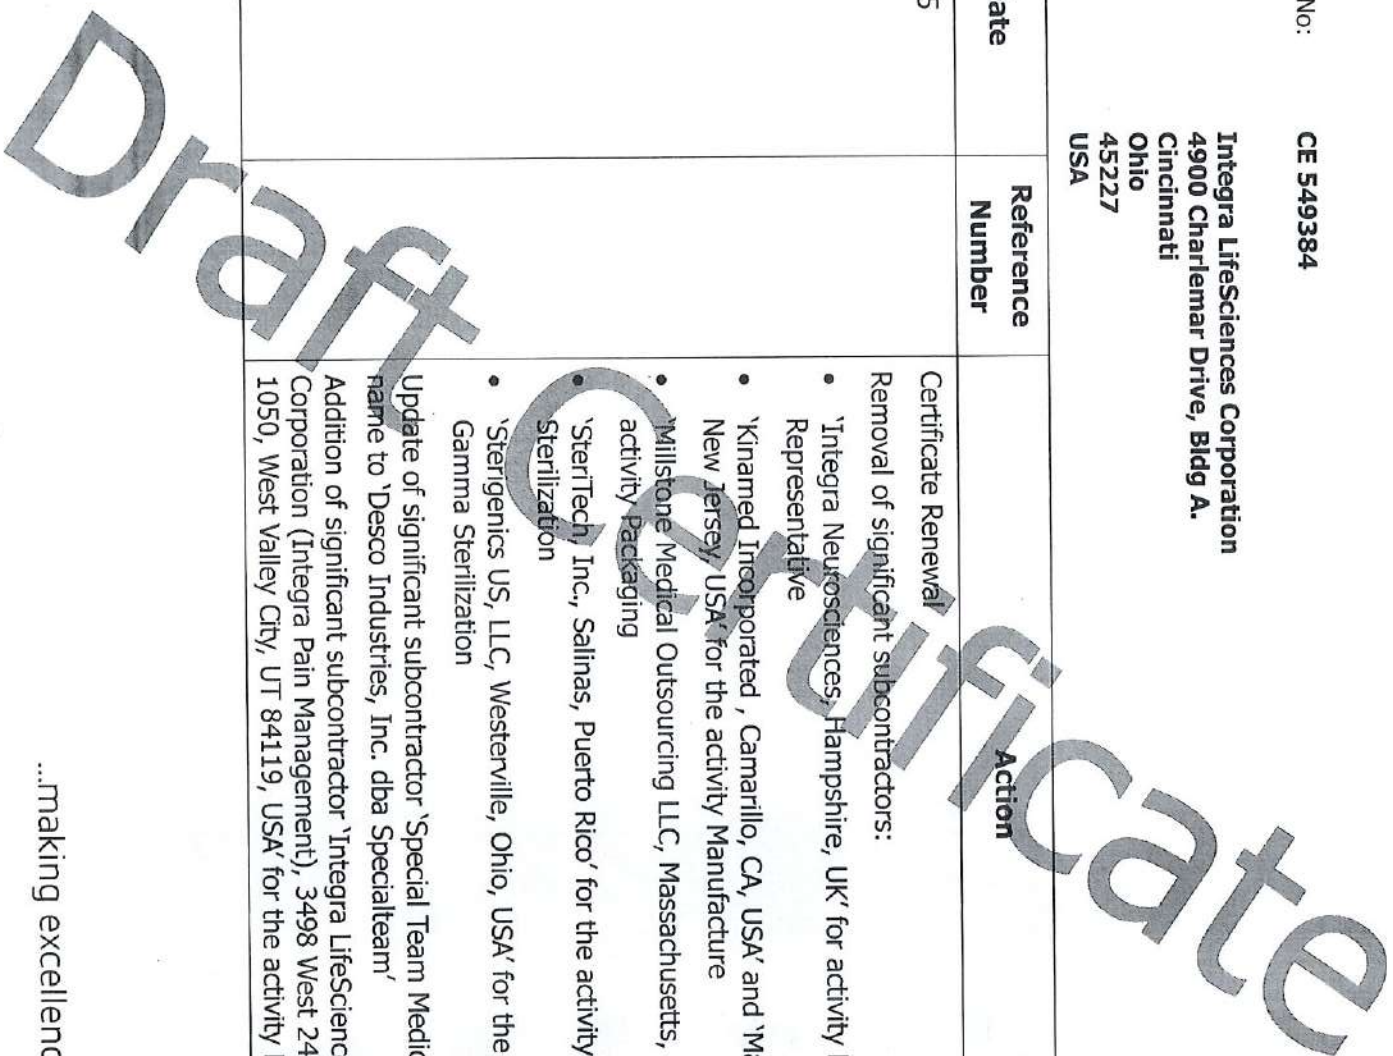 No: CE 549384
Integra LifeSciences Corporation
4900 Charlemar Drive, Bldg A.
Cincinnati
Ohio
45227
USA
Reference
Number
Action
5
Certificate Renewal
Removal of significant subcontractors:
• 'Integra Neurosciences, Hampshire, UK' for activity
Representative
• 'Kinamed Incorporated , Camarillo, CA, USA' and
New Jersey, USA' for the activity Manufacture
• 'Millstone Medical Outsourcing LLC, Massachusetts,
activity Packaging
• 'SteriTech, Inc., Salinas, Puerto Rico' for the activity
Sterilization
• 'Sterigenics US, LLC, Westerville, Ohio, USA' for the
Gamma Sterilization
Update of significant subcontractor 'Special Team
name to 'Desco Industries, Inc. dba Specialteam'
Addition of significant subcontractor 'Integra
Corporation (Integra Pain Management), 3498 West
1050, West Valley City, UT 84119, USA' for the activity
...making
Draft Certificate